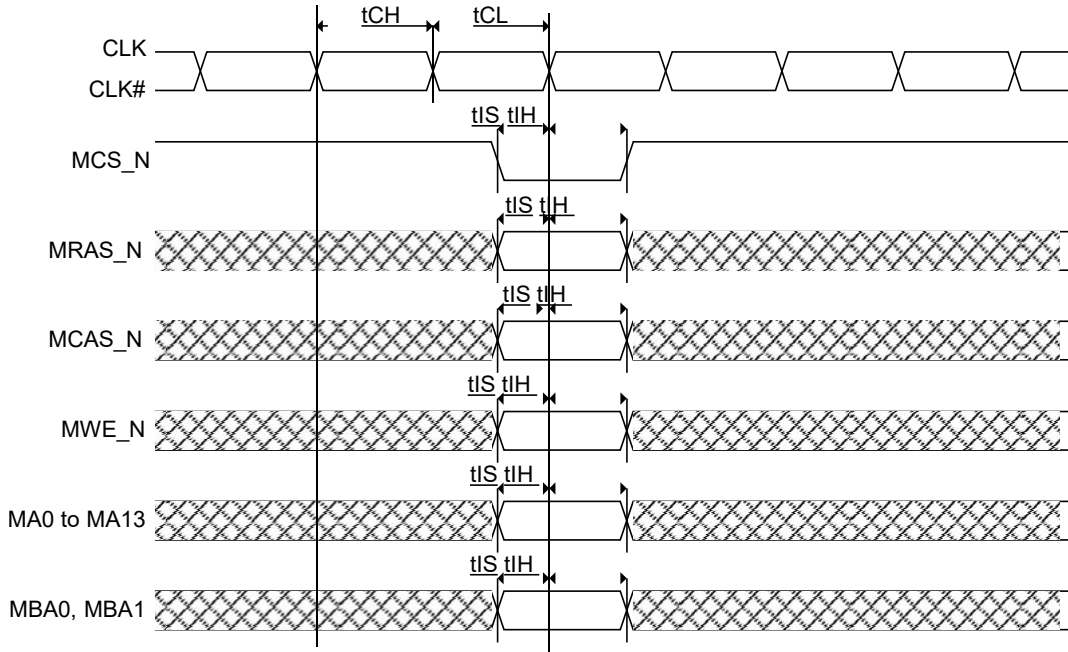 tCH tCL
CLK
CLK#
tIS tIH
MCS_N
tIS tIH
MRAS_N
tIS tIH
MCAS_N
tIS tIH
MWE_N
tIS tIH
MA0 to MA13
tIS tIH
MBA0, MBA1